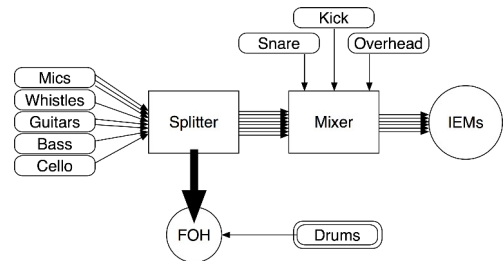 Kick
Snare
Overhead
Mics
Whistles
Guitars
Bass
Cello
Splitter
Mixer
IEMs
FOH
Drums